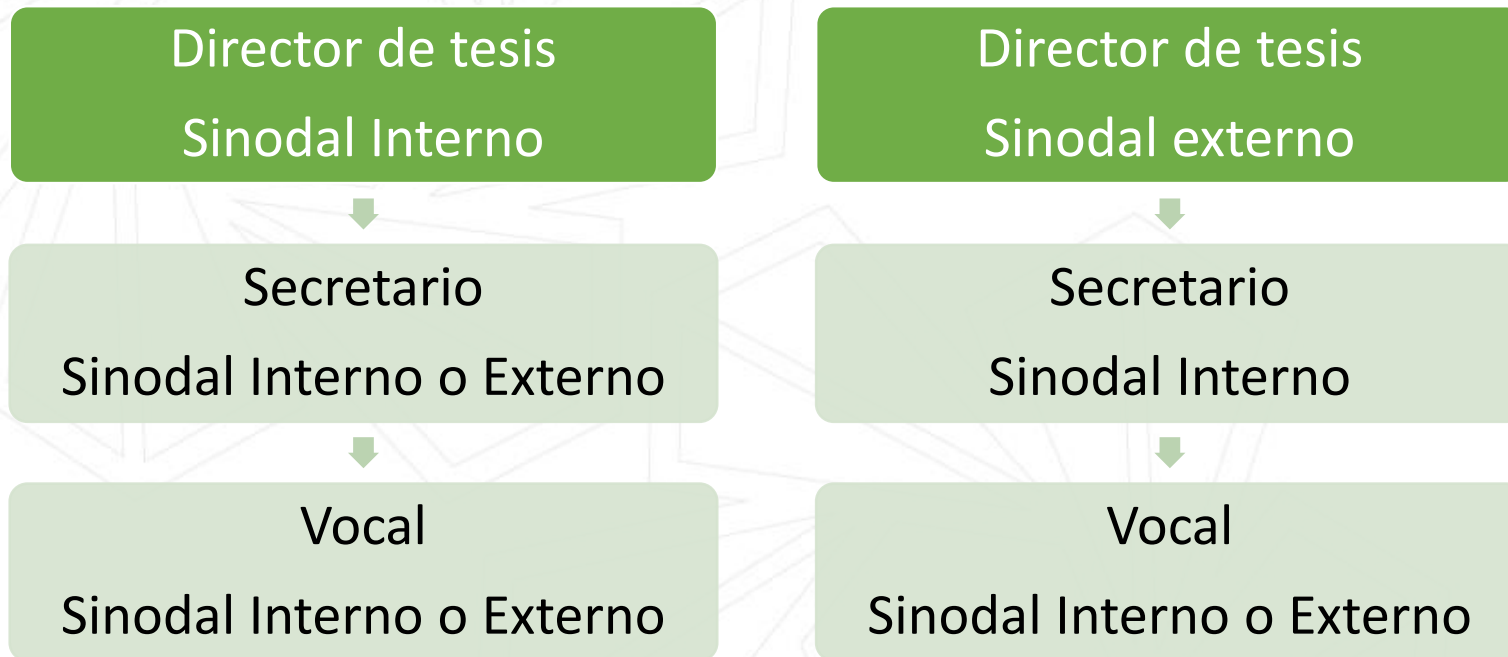 Director de tesis
Sinodal Interno
Secretario
Sinodal Interno o Externo
Vocal
Sinodal Interno o Externo
Director de tesis
Sinodal externo
Secretario
Sinodal Interno
Vocal
Sinodal Interno o Externo